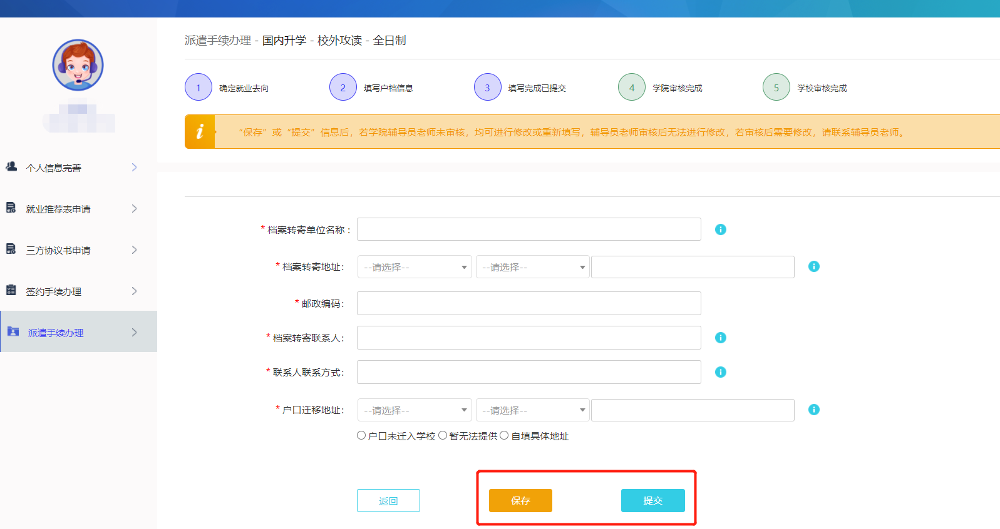 派遣手续办理 - 国内升学 - 校外攻读 - 全日制
1 确定就业去向 2 填写户档信息 3 填写完成已提交 4 学院审核完成 5 学校审核完成
i “保存”或“提交”信息后，若学院辅导员老师未审核，均可进行修改或重新填写，辅导员老师审核后无法进行修改，若审核后需要修改，请联系辅导员老师。
个人信息完善
就业推荐表申请
三方协议书申请
签约手续办理
派遣手续办理
* 档案转寄单位名称：
* 档案转寄地址： --请选择-- --请选择--
* 邮政编码：
* 档案转寄联系人：
* 联系人联系方式：
* 户口迁移地址： --请选择-- --请选择--
户口未迁入学校 暂无法提供 自填具体地址
返回 保存 提交